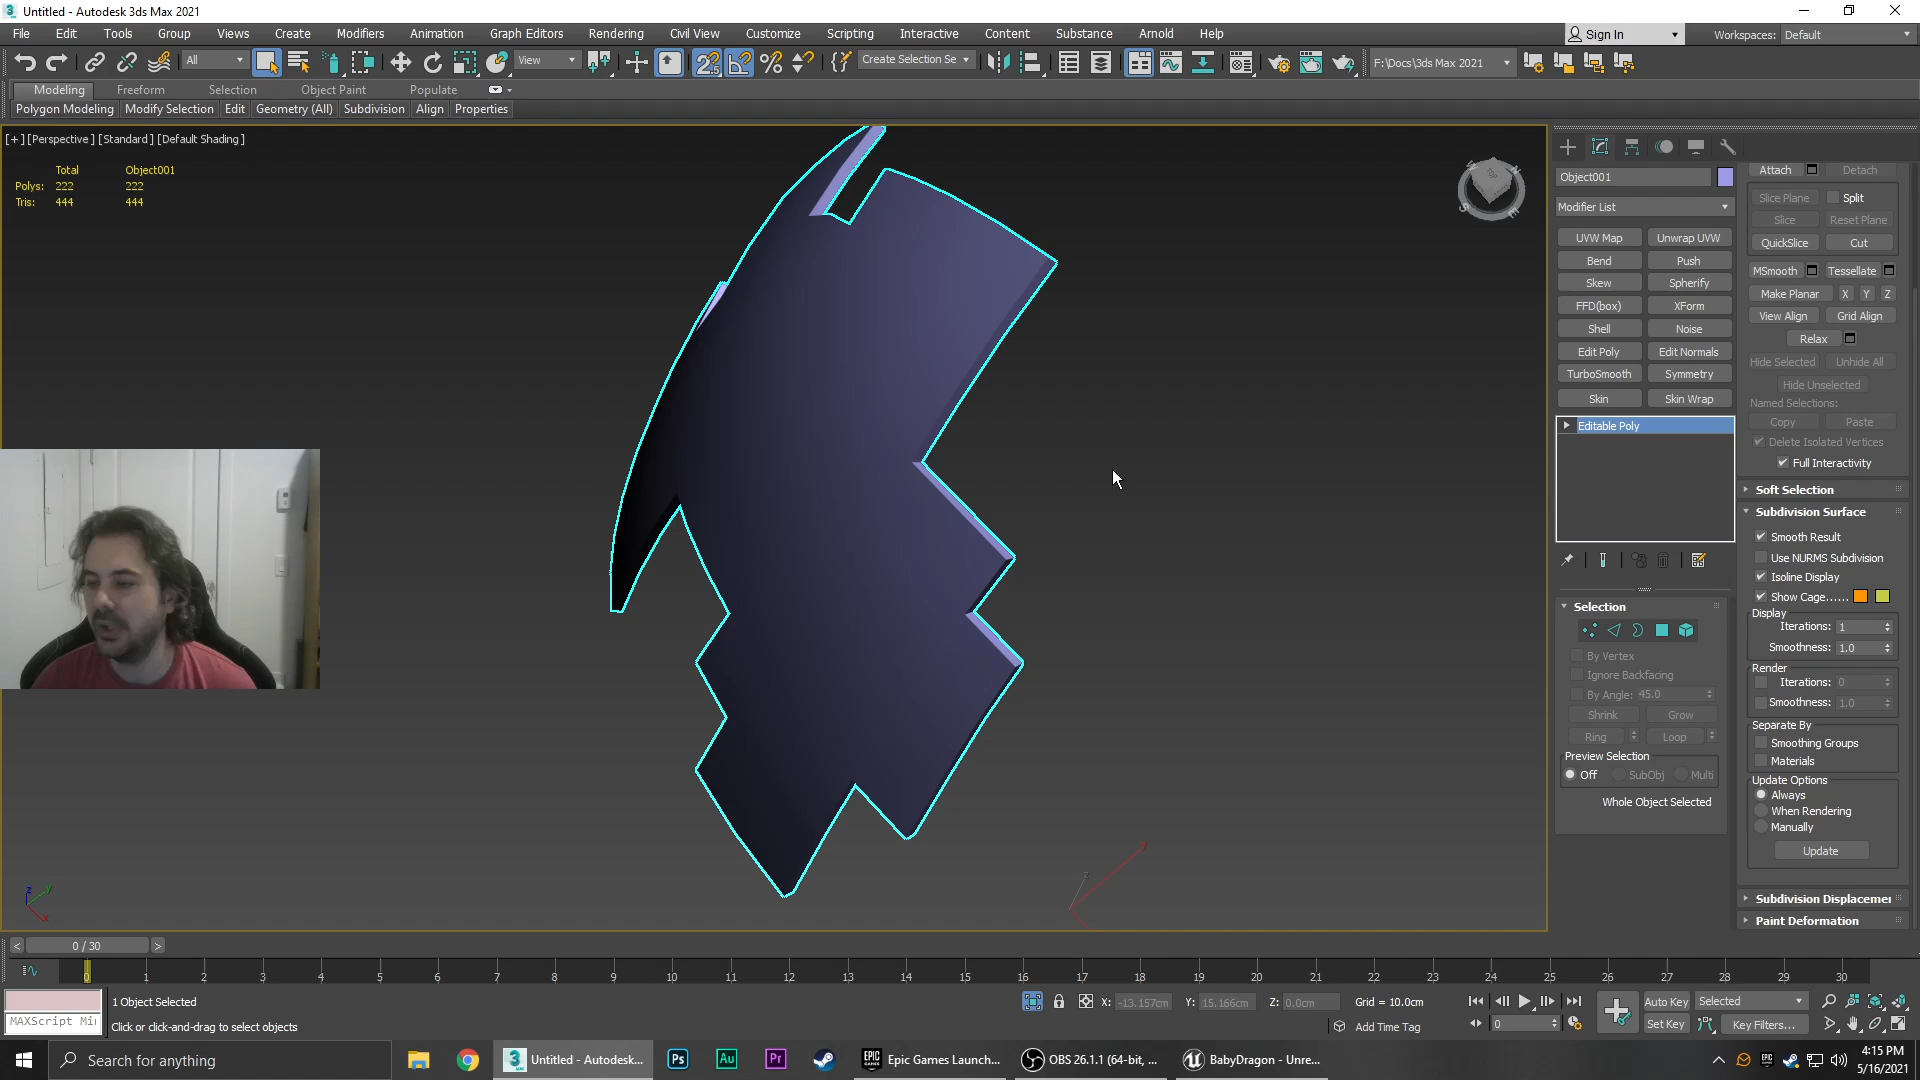 Untitled - Autodesk 3ds Max 2021
File Edit Tools Group Views Create Modifiers Animation Graph Editors Rendering Civil View Customize Scripting Interactive Content Substance Arnold Help Sign In Workspaces: Default
All View Create Selection Se F:\Docs\3ds Max 2021
Modeling Freeform Selection Object Paint Populate
Polygon Modeling Modify Selection Edit Geometry (All) Subdivision Align Properties
[+] [Perspective] [Standard] [Default Shading]
Total Object001
Polys: 222 222
Tris: 444 444
Object001
Modifier List
UVW Map Unwrap UVW
Bend Push
Skew Spherify
FFD(box) XForm
Shell Noise
Edit Poly Edit Normals
TurboSmooth Symmetry
Skin Skin Wrap
Editable Poly
Selection
By Vertex
Ignore Backfacing
By Angle: 45.0
Shrink Grow
Ring Loop
Preview Selection
Off SubObj Multi
Whole Object Selected
Attach Detach
Slice Plane Split
Slice Reset Plane
QuickSlice Cut
MSmooth Tessellate
Make Planar X Y Z
View Align Grid Align
Relax
Hide Selected Unhide All
Hide Unselected
Named Selections:
Copy Paste
Delete Isolated Vertices
Full Interactivity
Soft Selection
Subdivision Surface
Smooth Result
Use NURMS Subdivision
Isoline Display
Show Cage......
Display
Iterations: 1
Smoothness: 1.0
Render
Iterations: 0
Smoothness: 1.0
Separate By
Smoothing Groups
Materials
Update Options
Always
When Rendering
Manually
Update
Subdivision Displacemer
Paint Deformation
z y x
< 0 / 30 >
0 1 2 3 4 5 6 7 8 9 10 11 12 13 14 15 16 17 18 19 20 21 22 23 24 25 26 27 28 29 30
1 Object Selected X: -13.157cm Y: 15.166cm Z: 0.0cm Grid = 10.0cm Auto Key Selected
MAXScript Mi Click or click-and-drag to select objects Add Time Tag 0 Set Key Key Filters...
Search for anything Untitled - Autodesk... Ps Au Pr Epic Games Launch... OBS 26.1.1 (64-bit, ... BabyDragon - Unre...
4:15 PM
5/16/2021